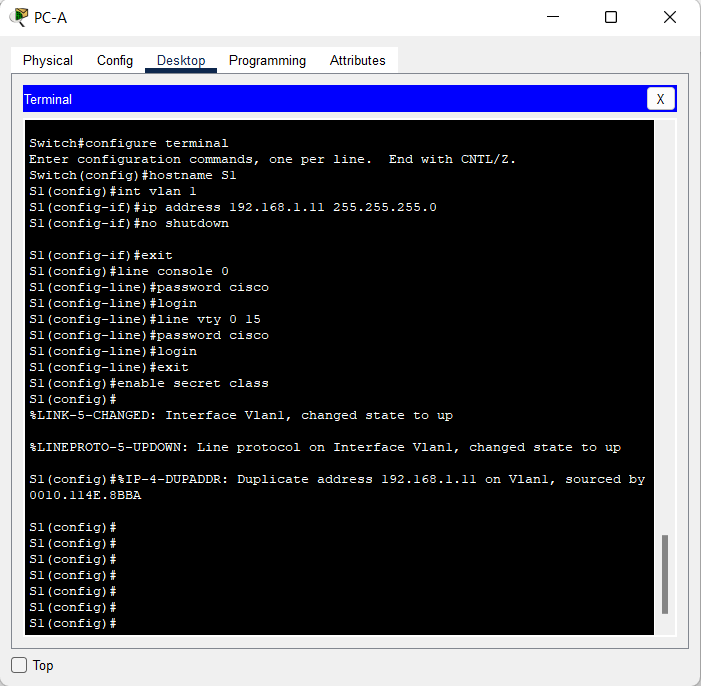 PC-A
Physical Config Desktop Programming Attributes
Terminal X
Switch#configure terminal
Enter configuration commands, one per line.  End with CNTL/Z.
Switch(config)#hostname S1
S1(config)#int vlan 1
S1(config-if)#ip address 192.168.1.11 255.255.255.0
S1(config-if)#no shutdown
S1(config-if)#exit
S1(config)#line console 0
S1(config-line)#password cisco
S1(config-line)#login
S1(config-line)#line vty 0 15
S1(config-line)#password cisco
S1(config-line)#login
S1(config-line)#exit
S1(config)#enable secret class
S1(config)#
%LINK-5-CHANGED: Interface Vlan1, changed state to up
%LINEPROTO-5-UPDOWN: Line protocol on Interface Vlan1, changed state to up
S1(config)#%IP-4-DUPADDR: Duplicate address 192.168.1.11 on Vlan1, sourced by
0010.114E.8BBA
S1(config)#
S1(config)#
S1(config)#
S1(config)#
S1(config)#
S1(config)#
S1(config)#
Top